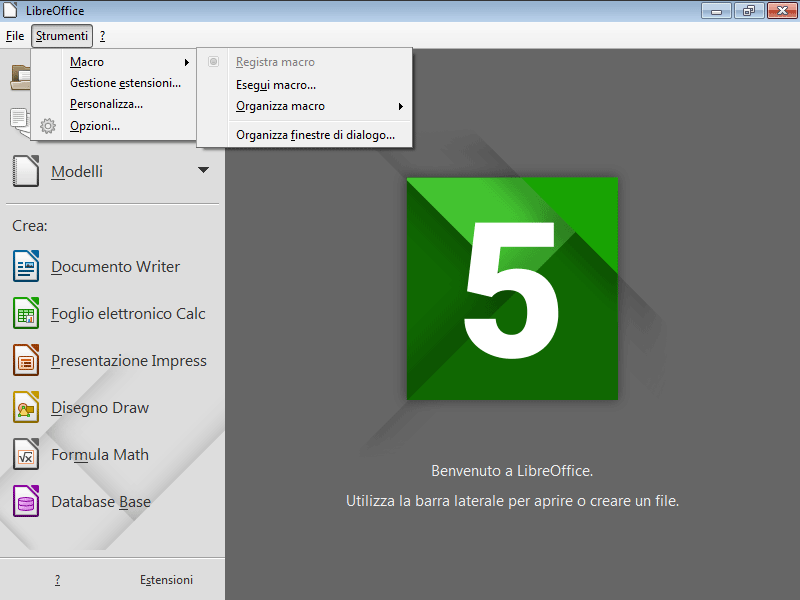 LibreOffice
File Strumenti ?
Macro
Gestione estensioni...
Personalizza...
Opzioni...
Registra macro
Esegui macro...
Organizza macro
Organizza finestre di dialogo...
Modelli
Crea:
Documento Writer
Foglio elettronico Calc
Presentazione Impress
Disegno Draw
Formula Math
Database Base
? Estensioni
5
Benvenuto a LibreOffice.
Utilizza la barra laterale per aprire o creare un file.